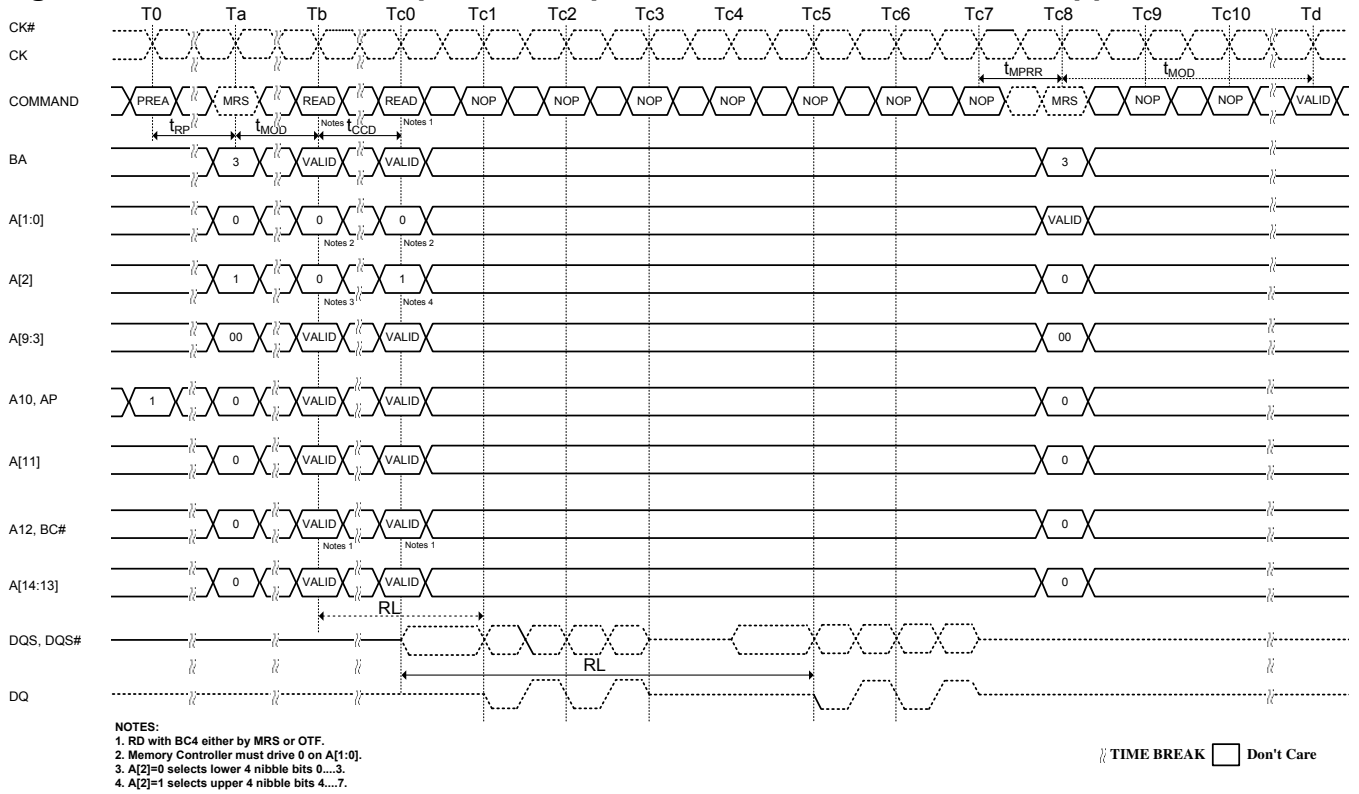 T0 Ta Tb Tc0 Tc1 Tc2 Tc3 Tc4 Tc5 Tc6 Tc7 Tc8 Tc9 Tc10 Td
CK#
CK
tMPRR tMOD
COMMAND PREA MRS READ READ NOP NOP NOP NOP NOP NOP NOP MRS NOP NOP VALID
Notes 1 Notes 1
tRP tMOD tCCD
BA 3 VALID VALID 3
A[1:0] 0 0 0 VALID
Notes 2 Notes 2
A[2] 1 0 1 0
Notes 3 Notes 4
A[9:3] 00 VALID VALID 00
A10, AP 1 0 VALID VALID 0
A[11] 0 VALID VALID 0
A12, BC# 0 VALID VALID 0
Notes 1 Notes 1
A[14:13] 0 VALID VALID 0
RL
DQS, DQS#
RL
DQ
NOTES:
1. RD with BC4 either by MRS or OTF.
2. Memory Controller must drive 0 on A[1:0].
3. A[2]=0 selects lower 4 nibble bits 0....3.
4. A[2]=1 selects upper 4 nibble bits 4....7.
TIME BREAK Don't Care